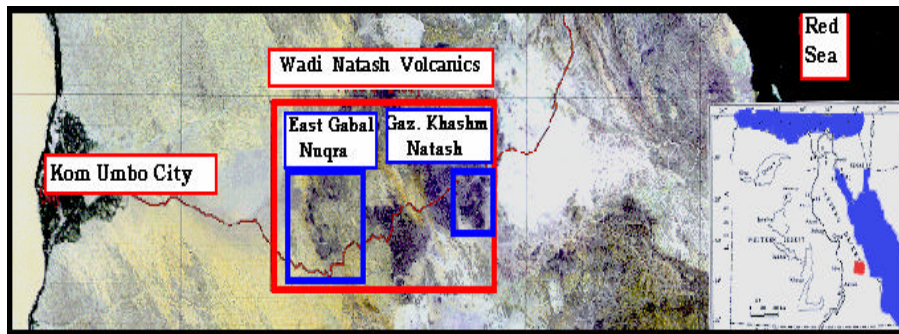 Red
Sea
Wadi Natash Volcanics
East Gabal
Nuqra
Gaz. Khashm
Natash
Kom Umbo City